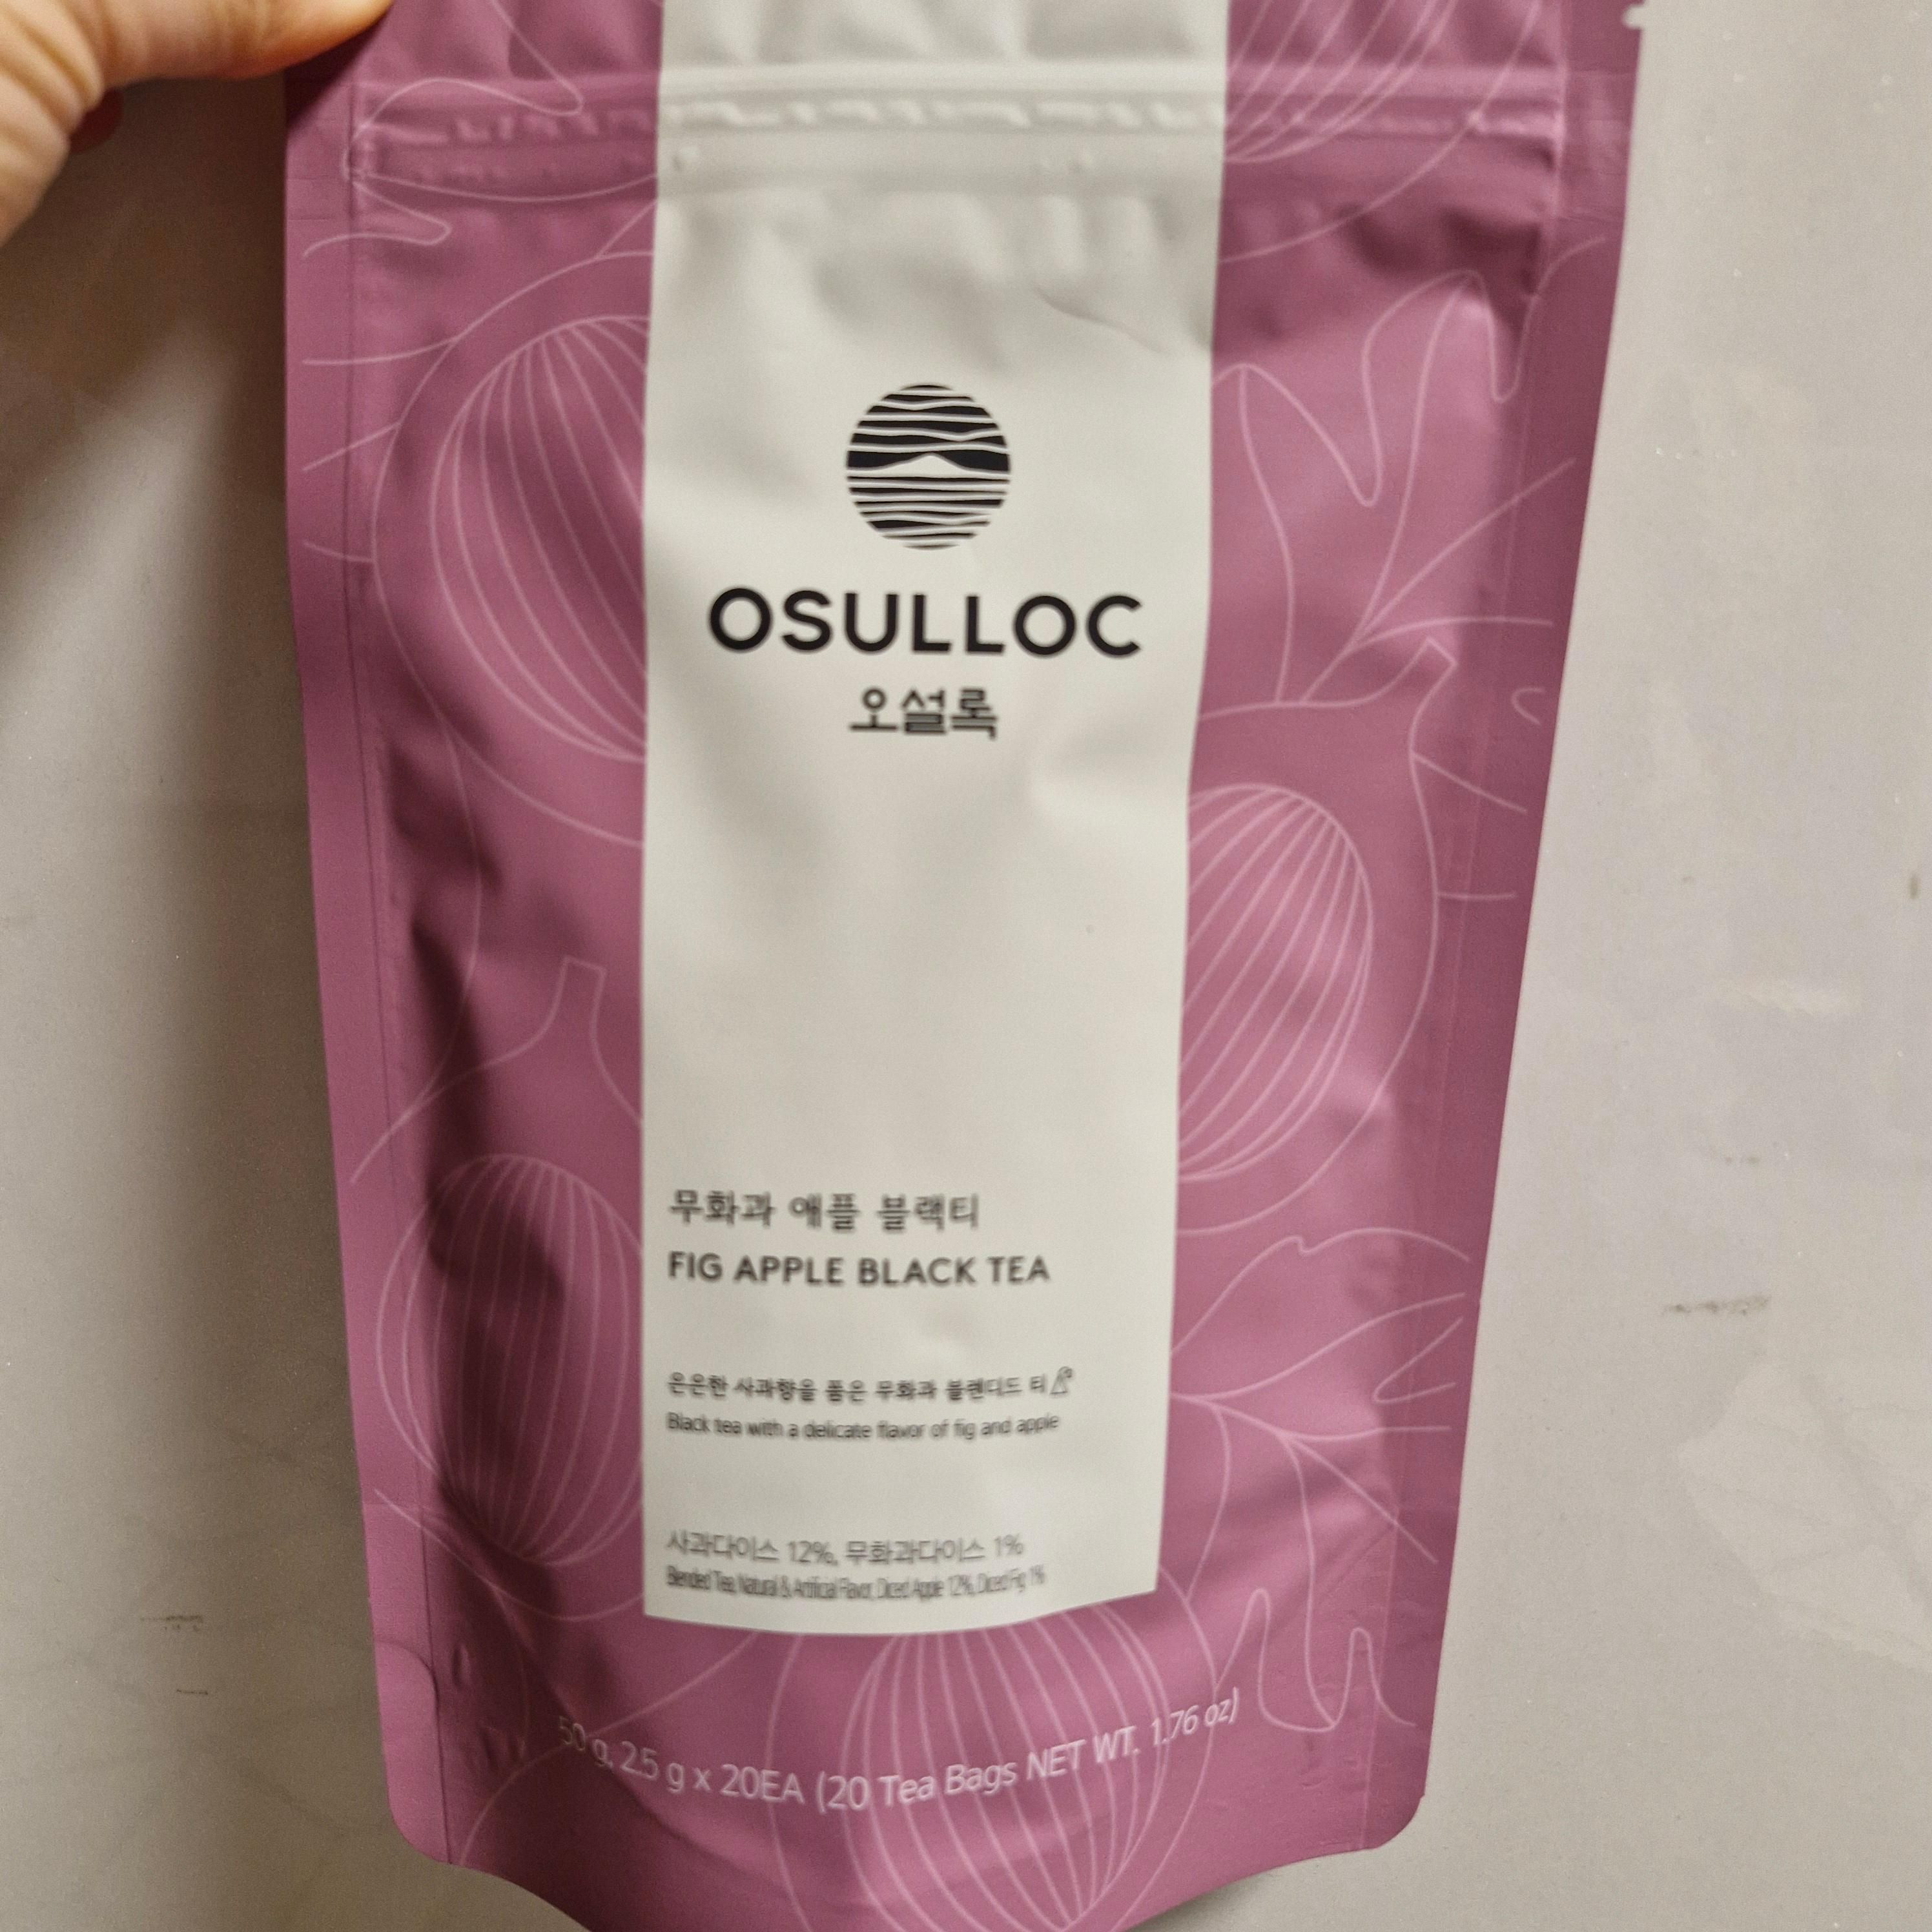 OSULLOC
오설록
무화과 애플 블랙티
FIG APPLE BLACK TEA
은은한 사과향을 품은 무화과 블렌디드 티
Black tea with a delicate flavor of fig and apple
사과다이스 12%, 무화과다이스 1%
Blended Tea, Natural & Artificial Flavor, Diced Apple 12%, Diced Fig 1%
50 g, 2.5 g x 20EA (20 Tea Bags NET WT. 1.76 oz)